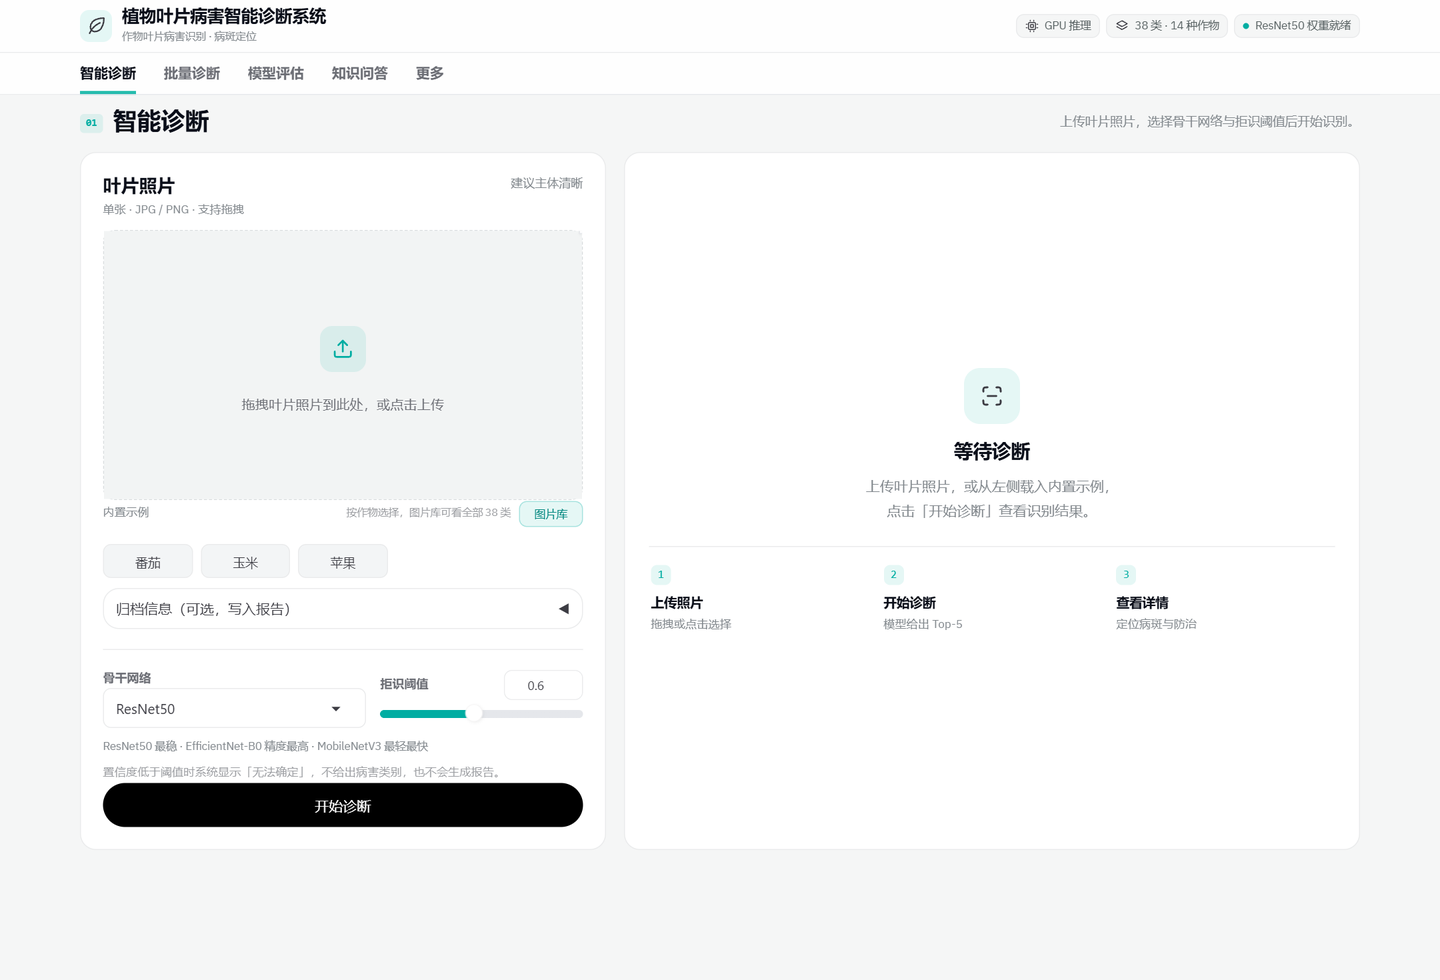 植物叶片病害智能诊断系统
作物叶片病害识别 · 病斑定位
GPU 推理
38 类 · 14 种作物
ResNet50 权重就绪
智能诊断
批量诊断
模型评估
知识问答
更多
01
智能诊断
上传叶片照片，选择骨干网络与拒识阈值后开始识别。
叶片照片
建议主体清晰
单张 · JPG / PNG · 支持拖拽
拖拽叶片照片到此处，或点击上传
内置示例
按作物选择，图片库可看全部 38 类
图片库
番茄
玉米
苹果
归档信息（可选，写入报告）
骨干网络
ResNet50
拒识阈值
0.6
ResNet50 最稳 · EfficientNet-B0 精度最高 · MobileNetV3 最轻最快
置信度低于阈值时系统显示「无法确定」，不给出病害类别，也不会生成报告。
开始诊断
等待诊断
上传叶片照片，或从左侧载入内置示例，
点击「开始诊断」查看识别结果。
1
上传照片
拖拽或点击选择
2
开始诊断
模型给出 Top-5
3
查看详情
定位病斑与防治